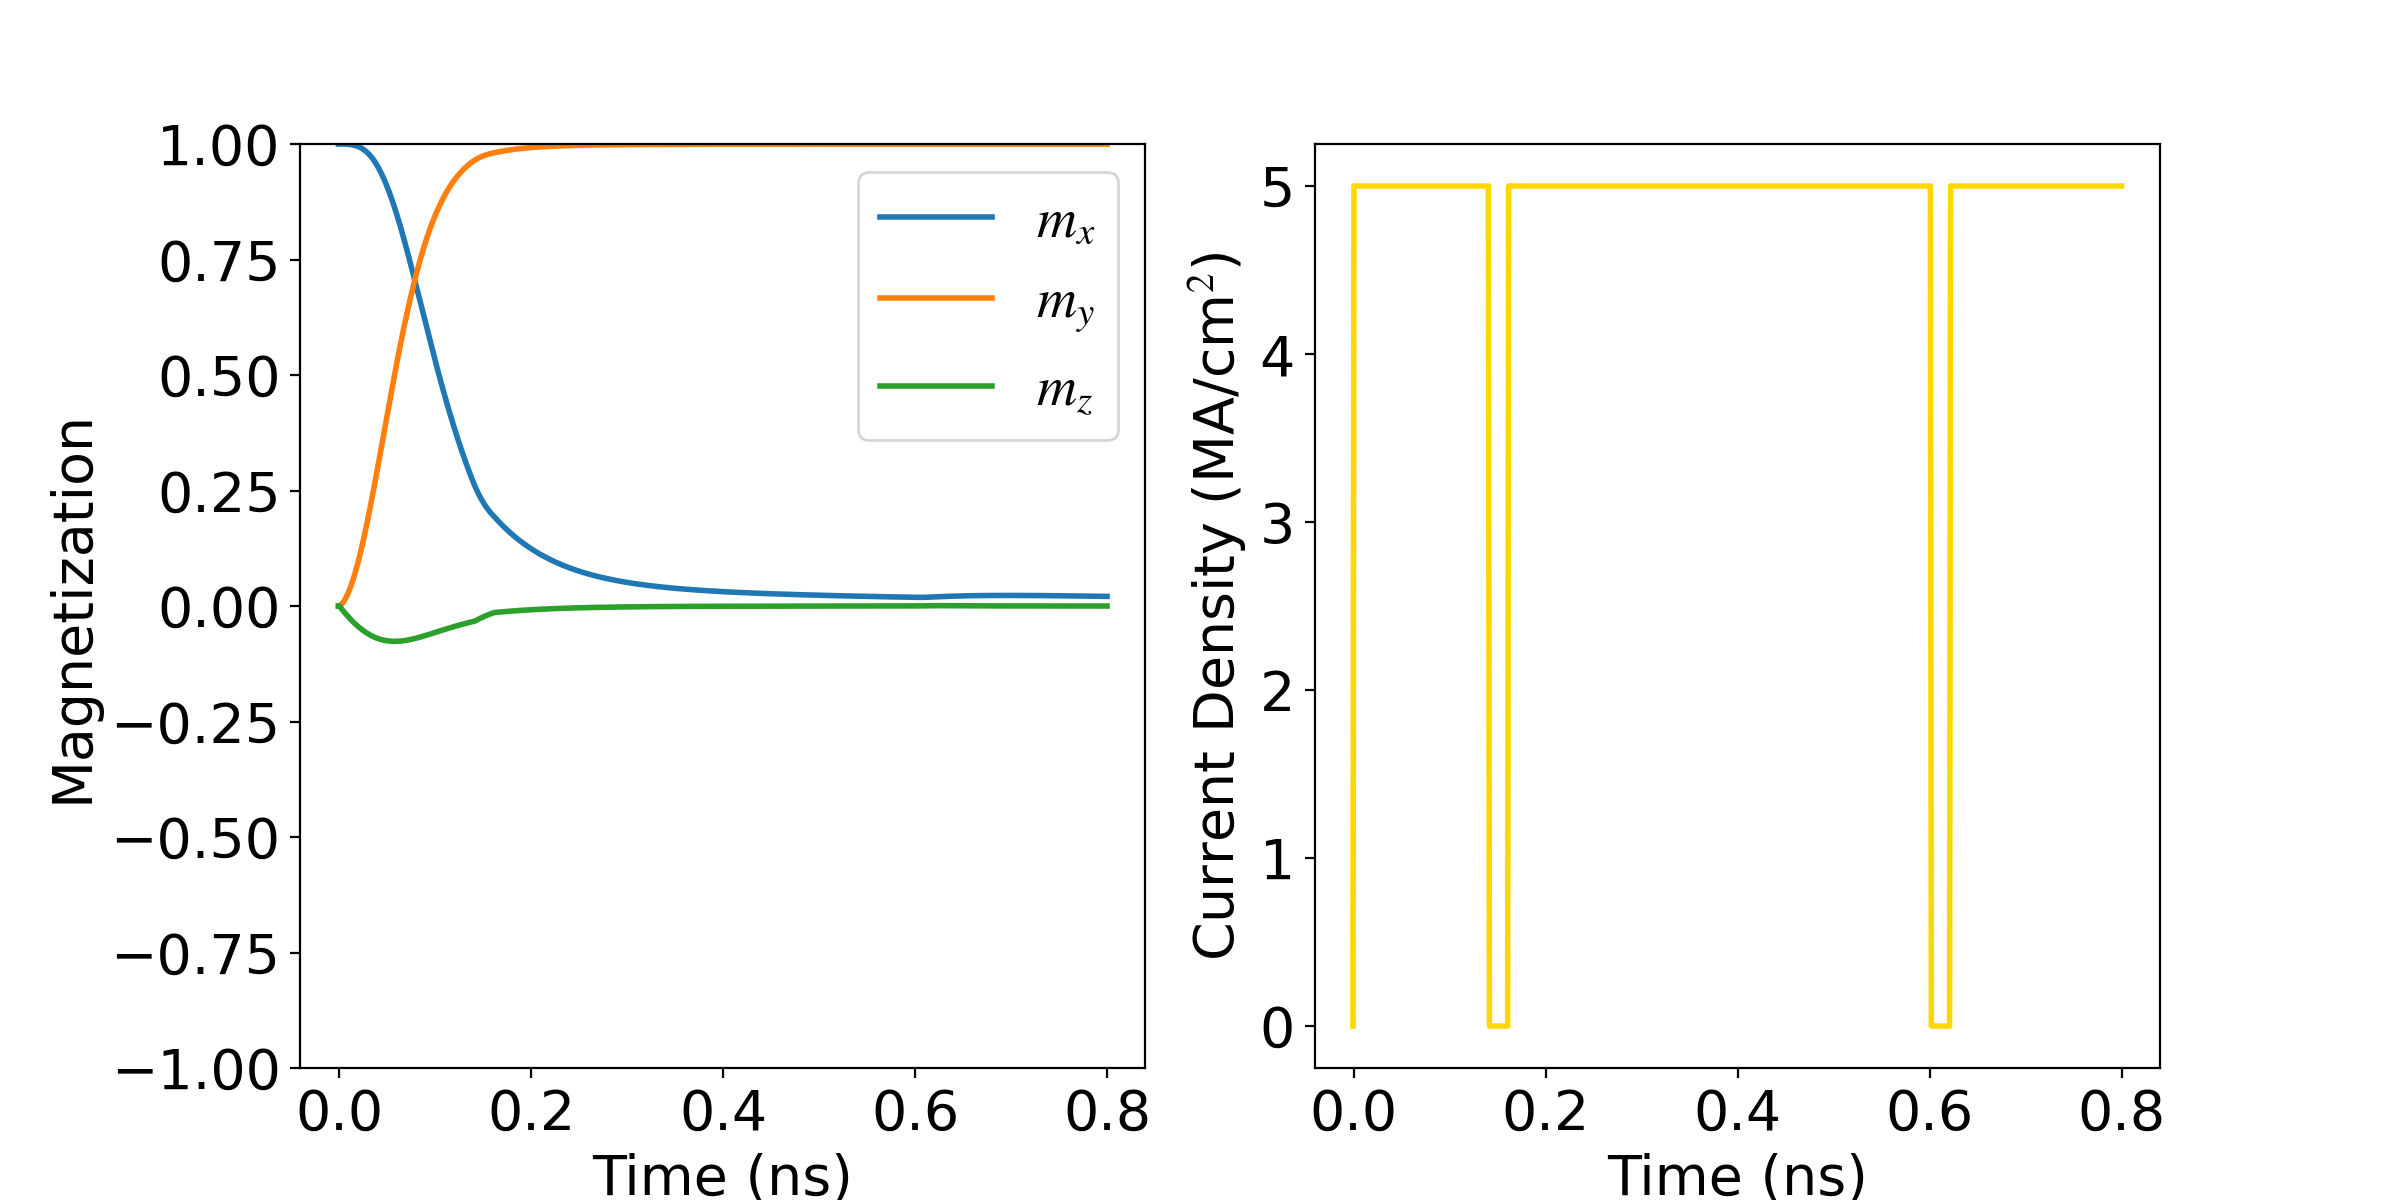 1.00
0.75
0.50
0.25
0.00
−0.25
−0.50
−0.75
−1.00
Magnetization
0.0 0.2 0.4 0.6 0.8
Time (ns)
m_x
m_y
m_z
5
4
3
2
1
0
Current Density (MA/cm²)
0.0 0.2 0.4 0.6 0.8
Time (ns)